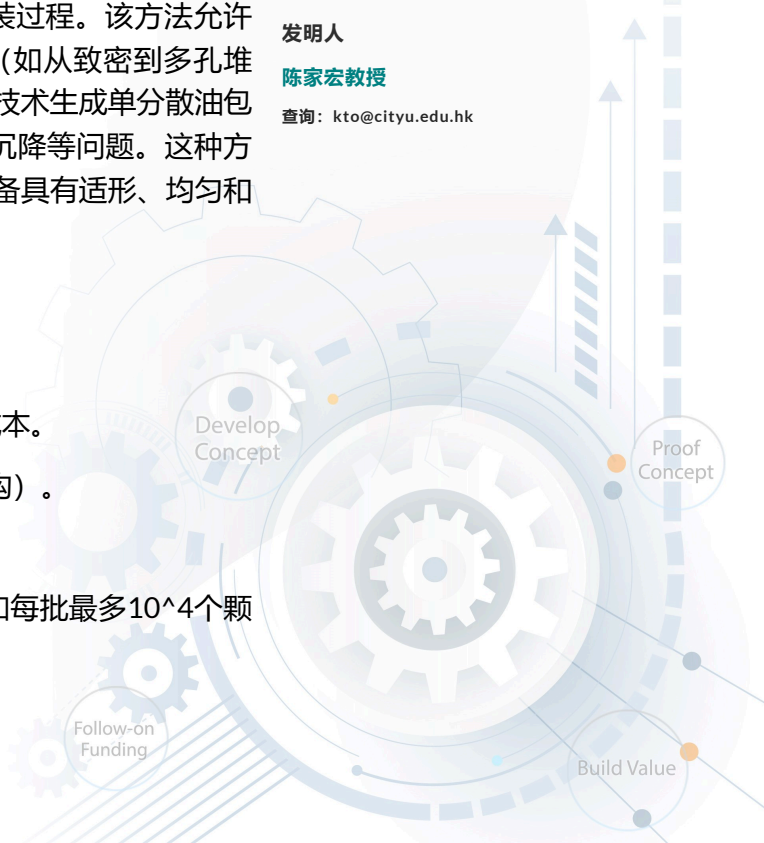 装过程。该方法允许
(如从致密到多孔堆
技术生成单分散油包
沉降等问题。这种方
备具有适形、均匀和
本。
构）。
每批最多10^4个颗
发明人
陈家宏教授
查询：kto@cityu.edu.hk
Develop
Concept
Proof
Concept
Follow-on
Funding
Build Value